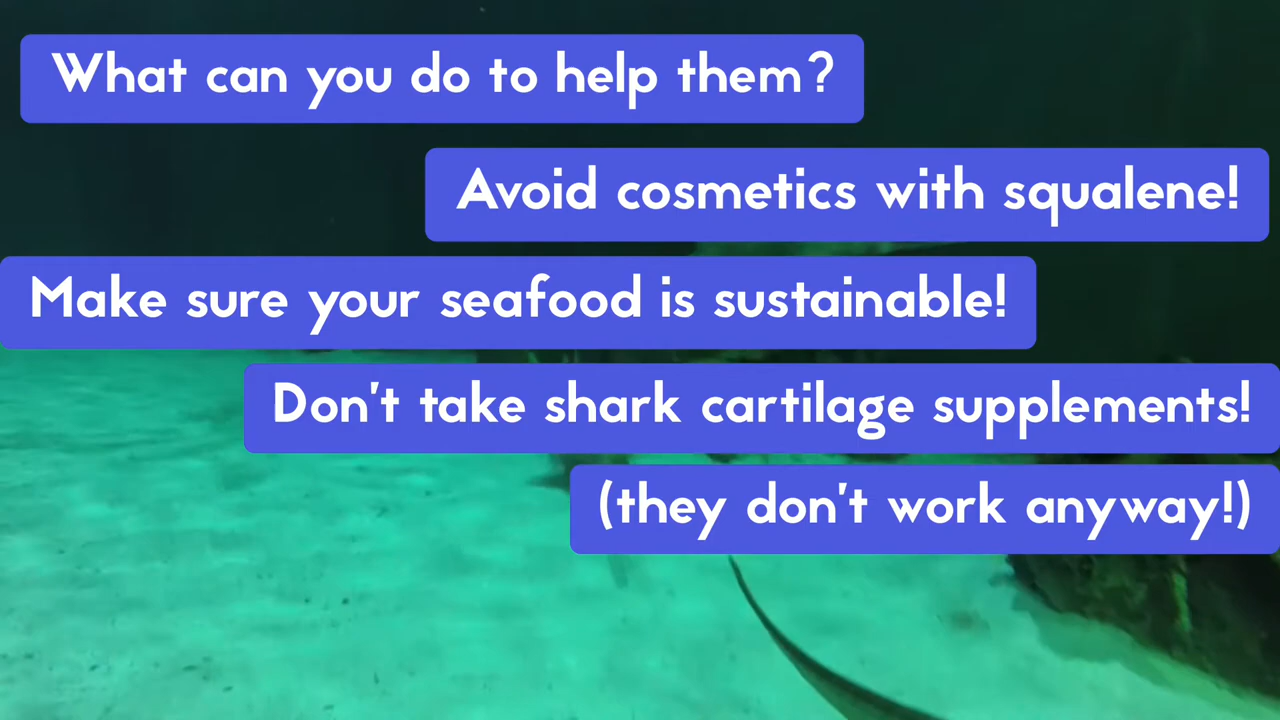 What can you do to help them?
Avoid cosmetics with squalene!
Make sure your seafood is sustainable!
Don't take shark cartilage supplements!
(they don't work anyway!)